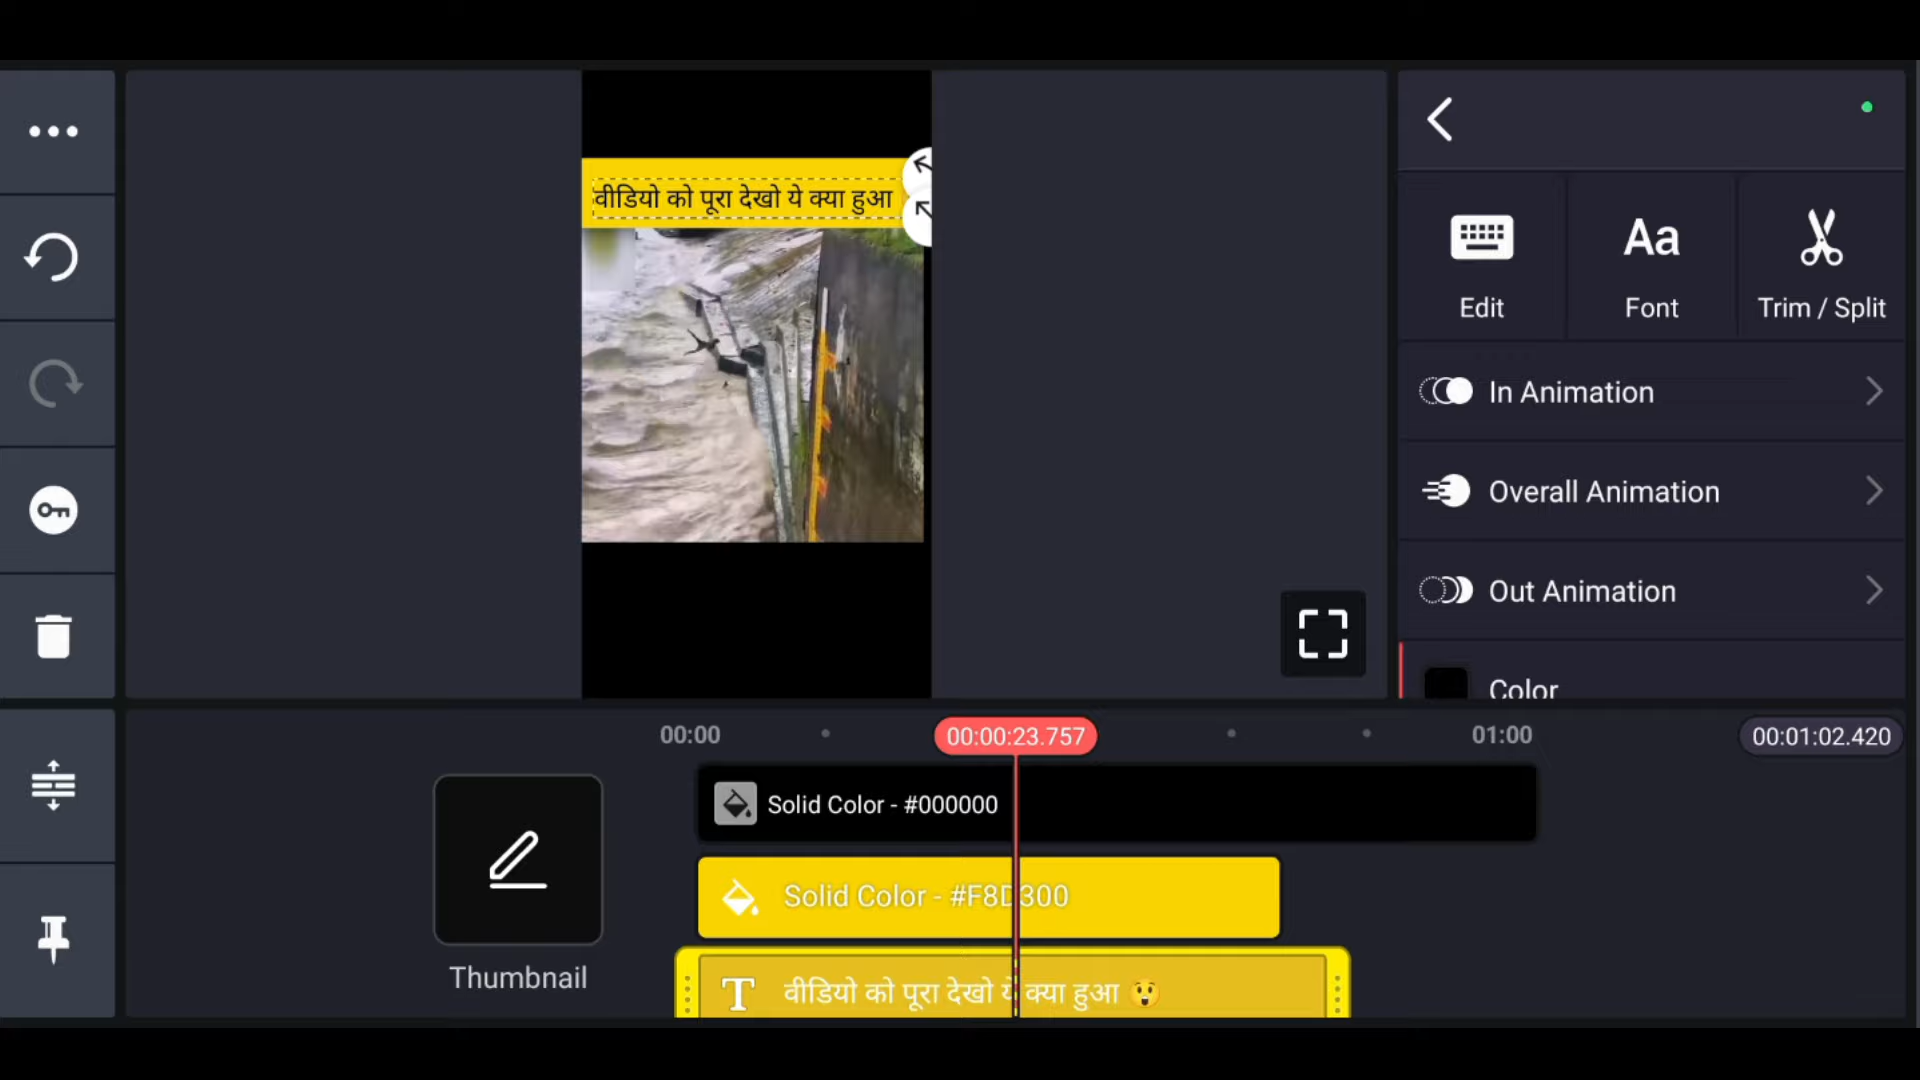 वीडियो को पूरा देखो ये क्या हुआ
Edit
Font
Trim / Split
In Animation
Overall Animation
Out Animation
Color
00:00
00:00:23.757
01:00
00:01:02.420
Solid Color - #000000
Solid Color - #F8D300
Thumbnail
T वीडियो को पूरा देखो ये क्या हुआ 😲